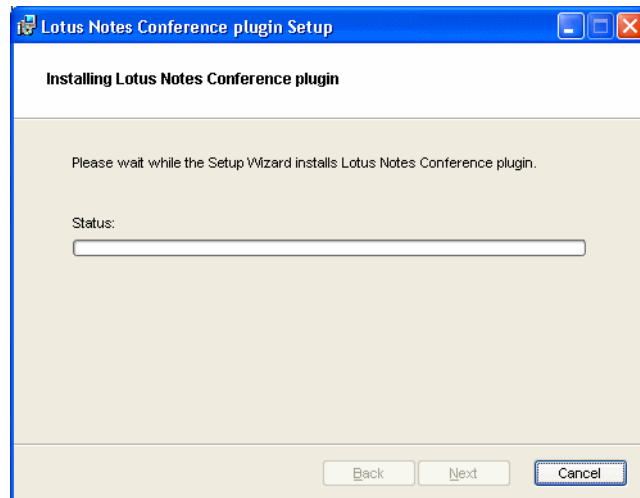 Lotus Notes Conference plugin Setup
Installing Lotus Notes Conference plugin
Please wait while the Setup Wizard installs Lotus Notes Conference plugin.
Status:
Back Next Cancel